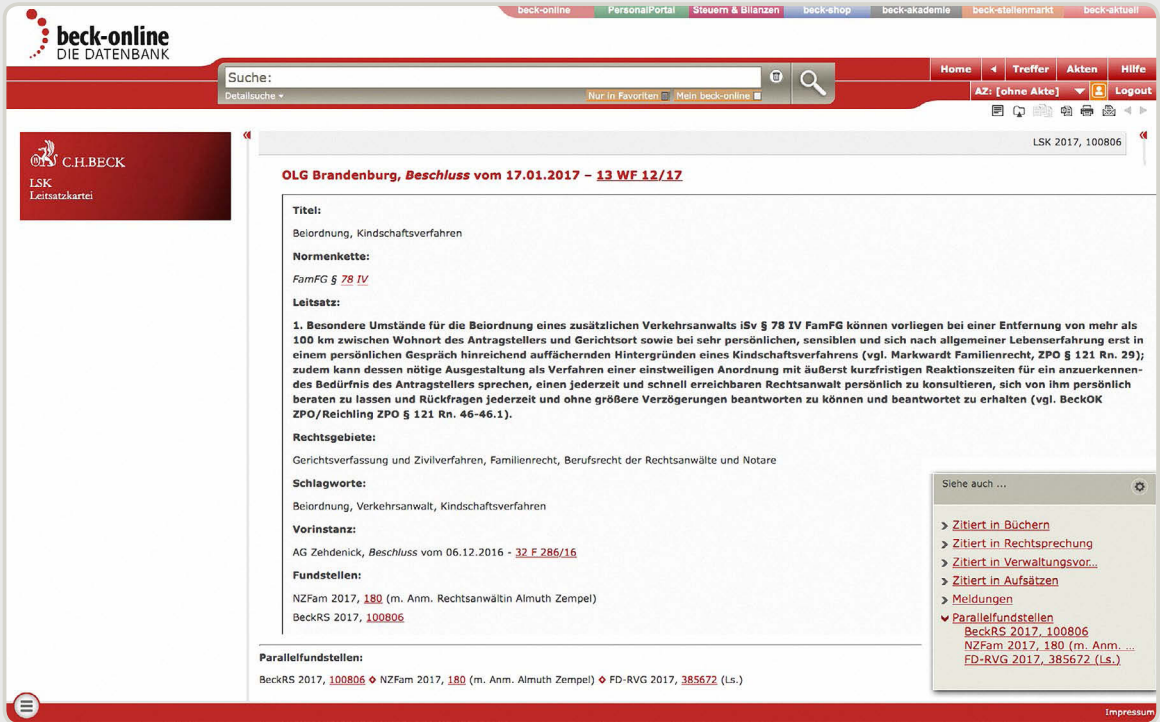 beck-online
PersonalPortal
Steuern & Bilanzen
beck-shop
beck-akademie
beck-stellenmarkt
beck-aktuell
beck-online
DIE DATENBANK
Suche:
Detailsuche
Nur in Favoriten
Mein beck-online
Home
Treffer
Akten
Hilfe
AZ: [ohne Akte]
Logout
C.H.BECK
LSK
Leitsatzkartei
LSK 2017, 100806
OLG Brandenburg, Beschluss vom 17.01.2017 – 13 WF 12/17
Titel:
Beiordnung, Kindschaftsverfahren
Normenkette:
FamFG § 78 IV
Leitsatz:
1. Besondere Umstände für die Beiordnung eines zusätzlichen Verkehrsanwalts iSv § 78 IV FamFG können vorliegen bei einer Entfernung von mehr als
100 km zwischen Wohnort des Antragstellers und Gerichtsort sowie bei sehr persönlichen, sensiblen und sich nach allgemeiner Lebenserfahrung erst in
einem persönlichen Gespräch hinreichend auffächernden Hintergründen eines Kindschaftsverfahrens (vgl. Markwardt Familienrecht, ZPO § 121 Rn. 29);
zudem kann dessen nötige Ausgestaltung als Verfahren einer einstweiligen Anordnung mit äußerst kurzfristigen Reaktionszeiten für ein anzuerkennen-
des Bedürfnis des Antragstellers sprechen, einen jederzeit und schnell erreichbaren Rechtsanwalt persönlich zu konsultieren, sich von ihm persönlich
beraten zu lassen und Rückfragen jederzeit und ohne größere Verzögerungen beantworten zu können und beantwortet zu erhalten (vgl. BeckOK
ZPO/Reichling ZPO § 121 Rn. 46-46.1).
Rechtsgebiete:
Gerichtsverfassung und Zivilverfahren, Familienrecht, Berufsrecht der Rechtsanwälte und Notare
Schlagworte:
Beiordnung, Verkehrsanwalt, Kindschaftsverfahren
Vorinstanz:
AG Zehdenick, Beschluss vom 06.12.2016 - 32 F 286/16
Fundstellen:
NZFam 2017, 180 (m. Anm. Rechtsanwältin Almuth Zempel)
BeckRS 2017, 100806
Parallelfundstellen:
BeckRS 2017, 100806 ◆ NZFam 2017, 180 (m. Anm. Almuth Zempel) ◆ FD-RVG 2017, 385672 (Ls.)
Siehe auch ...
Zitiert in Büchern
Zitiert in Rechtsprechung
Zitiert in Verwaltungsvor...
Zitiert in Aufsätzen
Meldungen
Parallelfundstellen
BeckRS 2017, 100806
NZFam 2017, 180 (m. Anm. ...
FD-RVG 2017, 385672 (Ls.)
Impressum